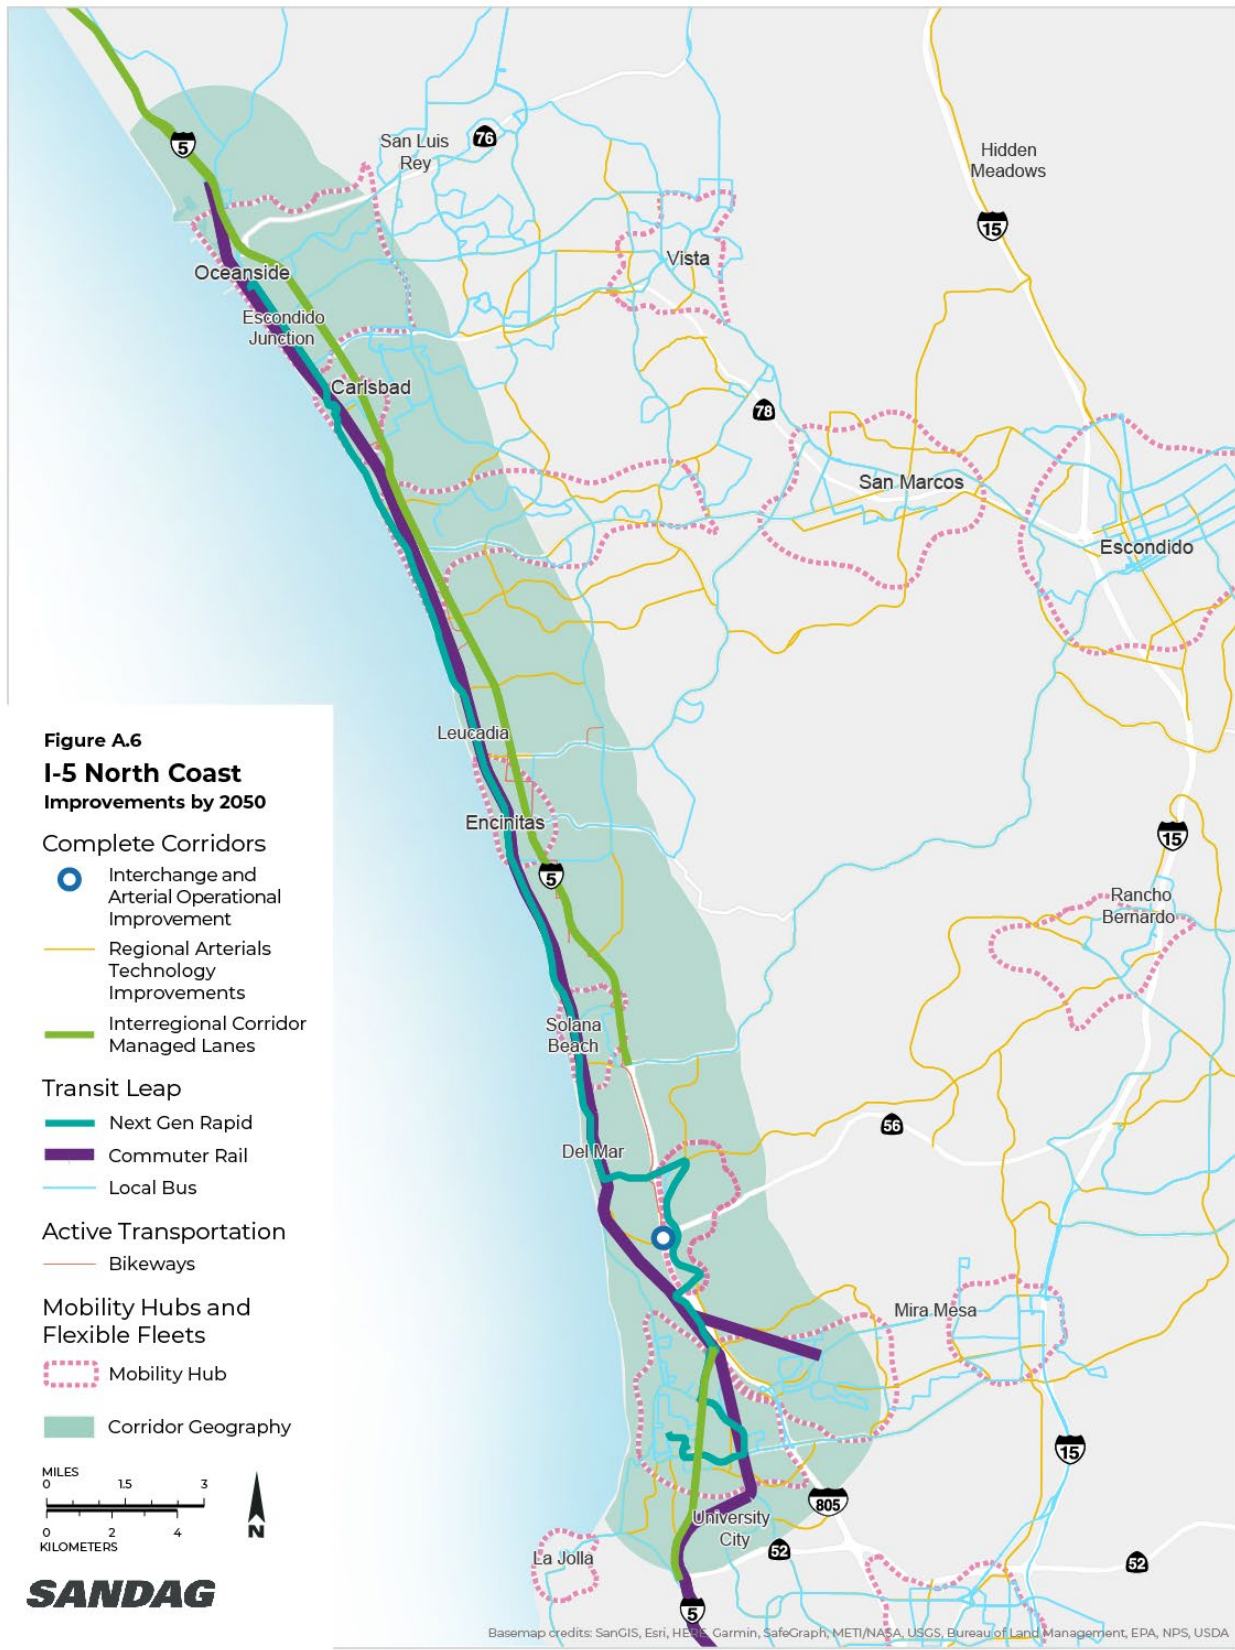 5
San Luis
Rey
76
Hidden
Meadows
15
Vista
Oceanside
Escondido
Junction
Carlsbad
78
San Marcos
Escondido
Figure A.6
I-5 North Coast
Improvements by 2050
Complete Corridors
Interchange and
Arterial Operational
Improvement
Regional Arterials
Technology
Improvements
Interregional Corridor
Managed Lanes
Transit Leap
Next Gen Rapid
Commuter Rail
Local Bus
Active Transportation
Bikeways
Mobility Hubs and
Flexible Fleets
Mobility Hub
Corridor Geography
MILES
0 1.5 3
0 2 4
KILOMETERS
N
SANDAG
Leucadia
Encinitas
5
15
Rancho
Bernardo
Solana
Beach
56
Del Mar
Mira Mesa
15
805
University
City
52
La Jolla
52
5
Basemap credits: SanGIS, Esri, HERE, Garmin, SafeGraph, METI/NASA, USGS, Bureau of Land Management, EPA, NPS, USDA